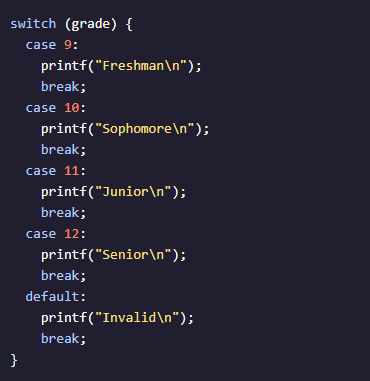 switch (grade) {
  case 9:
    printf("Freshman\n");
    break;
  case 10:
    printf("Sophomore\n");
    break;
  case 11:
    printf("Junior\n");
    break;
  case 12:
    printf("Senior\n");
    break;
  default:
    printf("Invalid\n");
    break;
}